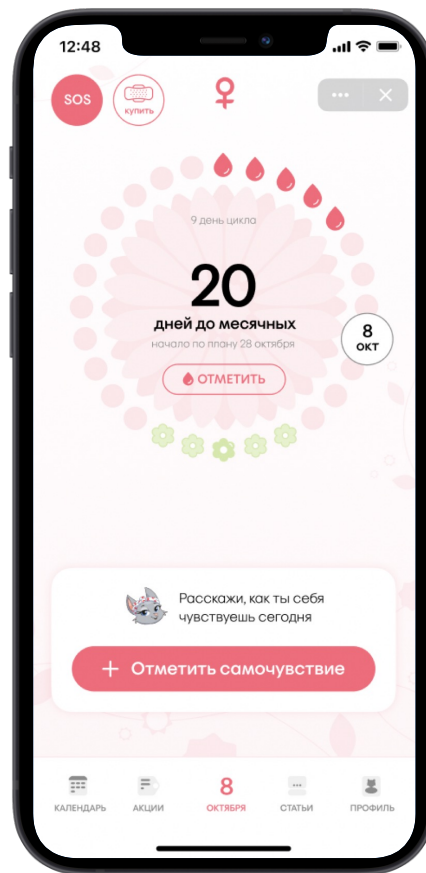 12:48
SOS
купить
9 день цикла
20
дней до месячных
начало по плану 28 октября
ОТМЕТИТЬ
8
ОКТ
Расскажи, как ты себя
чувствуешь сегодня
+ Отметить самочувствие
КАЛЕНДАРЬ
АКЦИИ
8
ОКТЯБРЯ
СТАТЬИ
ПРОФИЛЬ